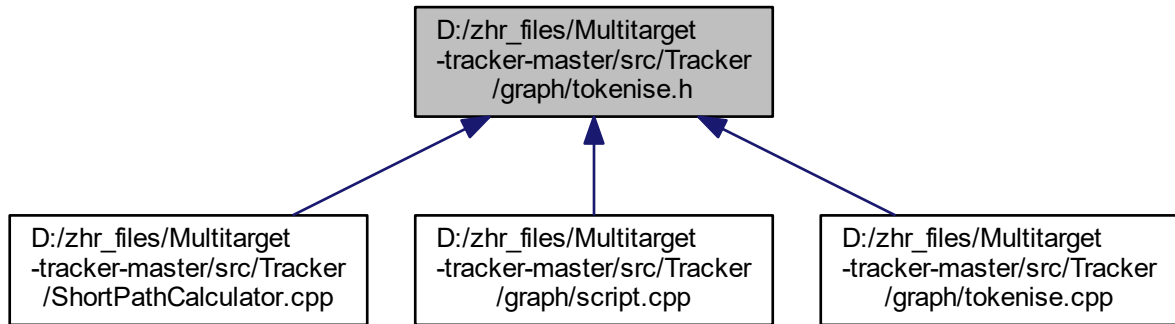 D:/zhr_files/Multitarget
-tracker-master/src/Tracker
/graph/tokenise.h
D:/zhr_files/Multitarget
-tracker-master/src/Tracker
/ShortPathCalculator.cpp
D:/zhr_files/Multitarget
-tracker-master/src/Tracker
/graph/script.cpp
D:/zhr_files/Multitarget
-tracker-master/src/Tracker
/graph/tokenise.cpp